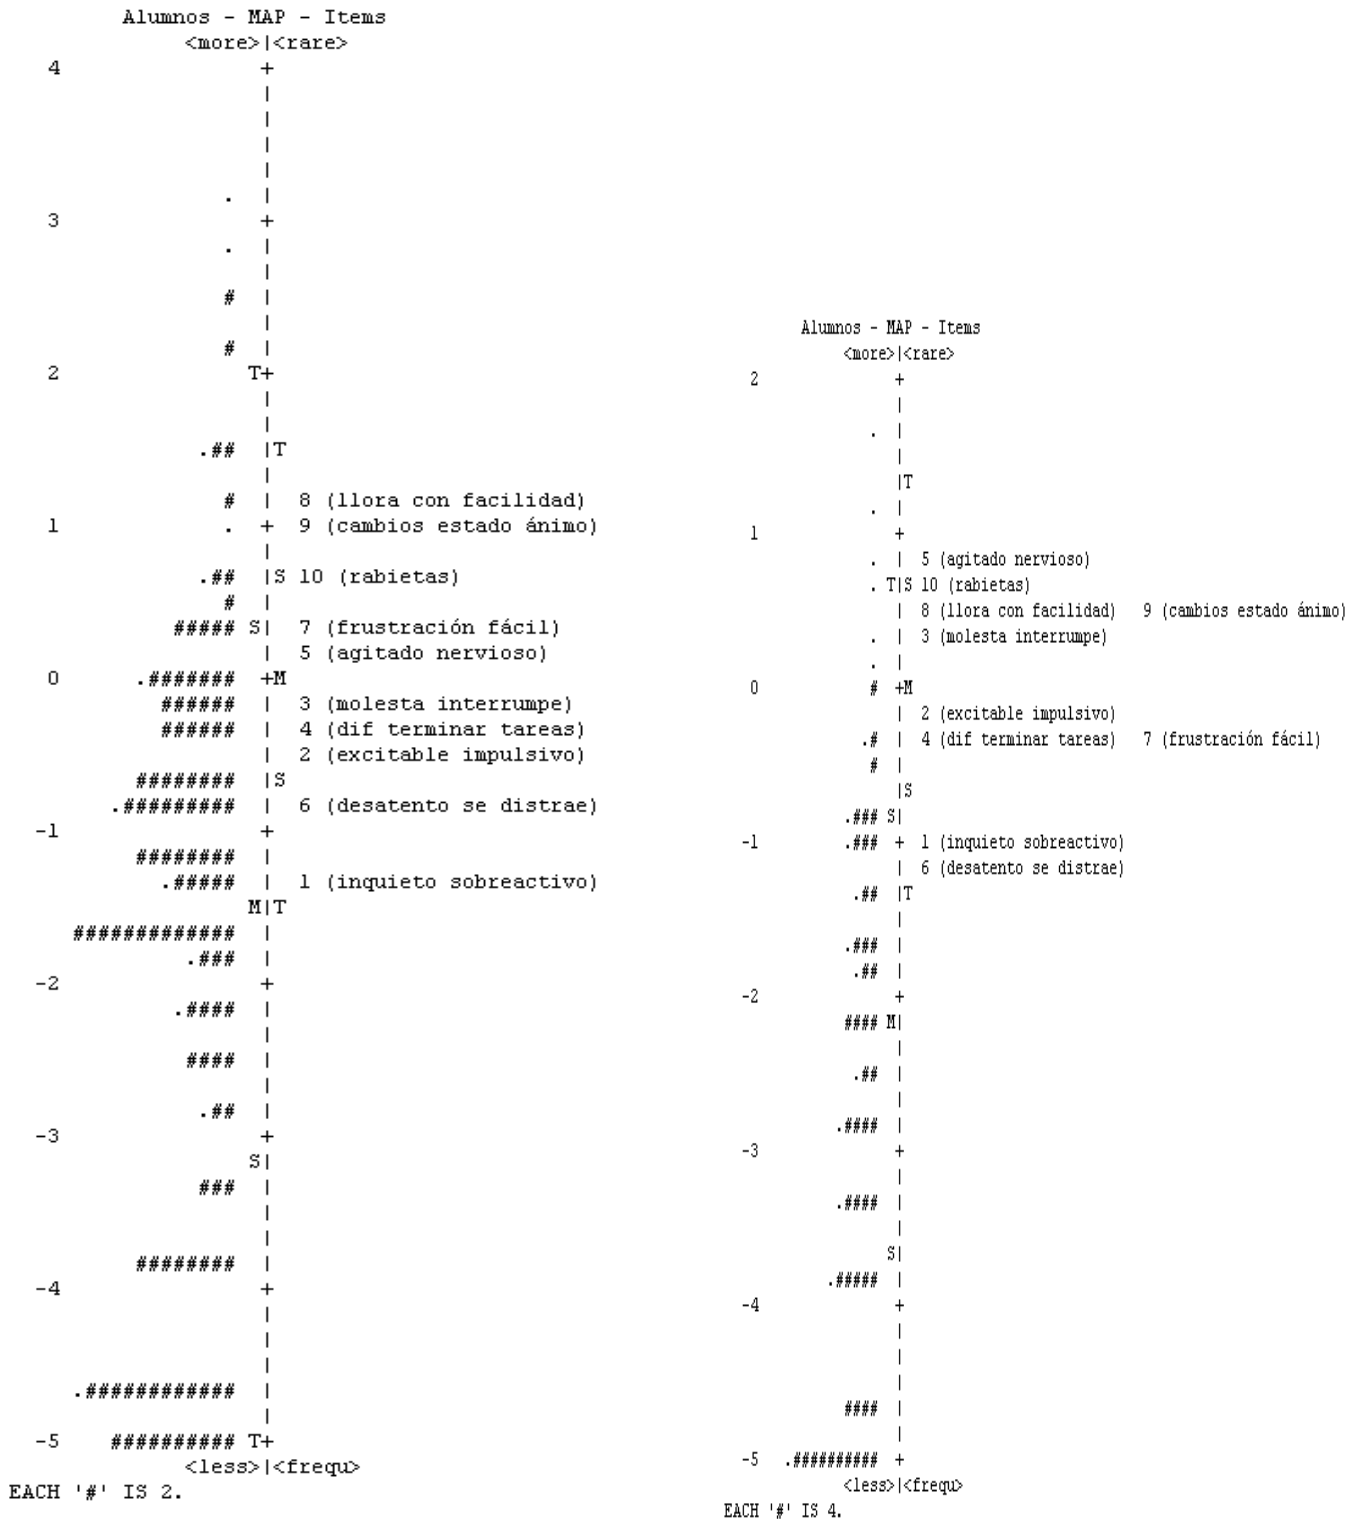 Alumnos - MAP - Items
<more>|<rare>
4 +
|
|
|
|
. |
3 +
. |
|
# |
|
# |
2 T+
|
|
.## |T
|
# | 8 (llora con facilidad)
1 . + 9 (cambios estado ánimo)
|
.## |S 10 (rabietas)
# |
##### S| 7 (frustración fácil)
| 5 (agitado nervioso)
0 .####### +M
###### | 3 (molesta interrumpe)
###### | 4 (dif terminar tareas)
| 2 (excitable impulsivo)
######## |S
.######### | 6 (desatento se distrae)
-1 +
######## |
.##### | 1 (inquieto sobreactivo)
M|T
############# |
.### |
-2 +
.#### |
|
#### |
|
.## |
-3 +
S|
### |
|
|
######## |
-4 +
|
|
|
.############ |
|
-5 ########## T+
<less>|<frequ>
EACH '#' IS 2.
Alumnos - MAP - Items
<more>|<rare>
2 +
|
. |
|
|T
. |
1 +
. | 5 (agitado nervioso)
. T|S 10 (rabietas)
| 8 (llora con facilidad) 9 (cambios estado ánimo)
. | 3 (molesta interrumpe)
. |
0 # +M
| 2 (excitable impulsivo)
.# | 4 (dif terminar tareas) 7 (frustración fácil)
# |
|S
.### S|
-1 .### + 1 (inquieto sobreactivo)
| 6 (desatento se distrae)
.## |T
|
.### |
.## |
-2 +
#### M|
|
.## |
|
.#### |
-3 +
|
.#### |
|
S|
.##### |
-4 +
|
|
|
#### |
|
-5 .########## +
<less>|<frequ>
EACH '#' IS 4.